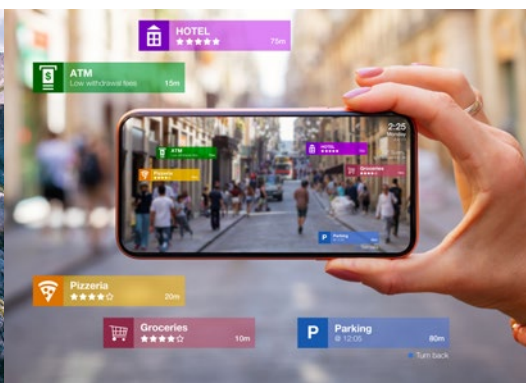 HOTEL
★★★★★ 75m
$
ATM
Low withdrawal fees 15m
2:25
Monday
ATM
HOTEL
Pizzeria
Groceries
P Parking
Pizzeria
★★★★☆ 20m
Groceries
★★★★☆ 10m
P Parking
@ 12:05 80m
Turn back